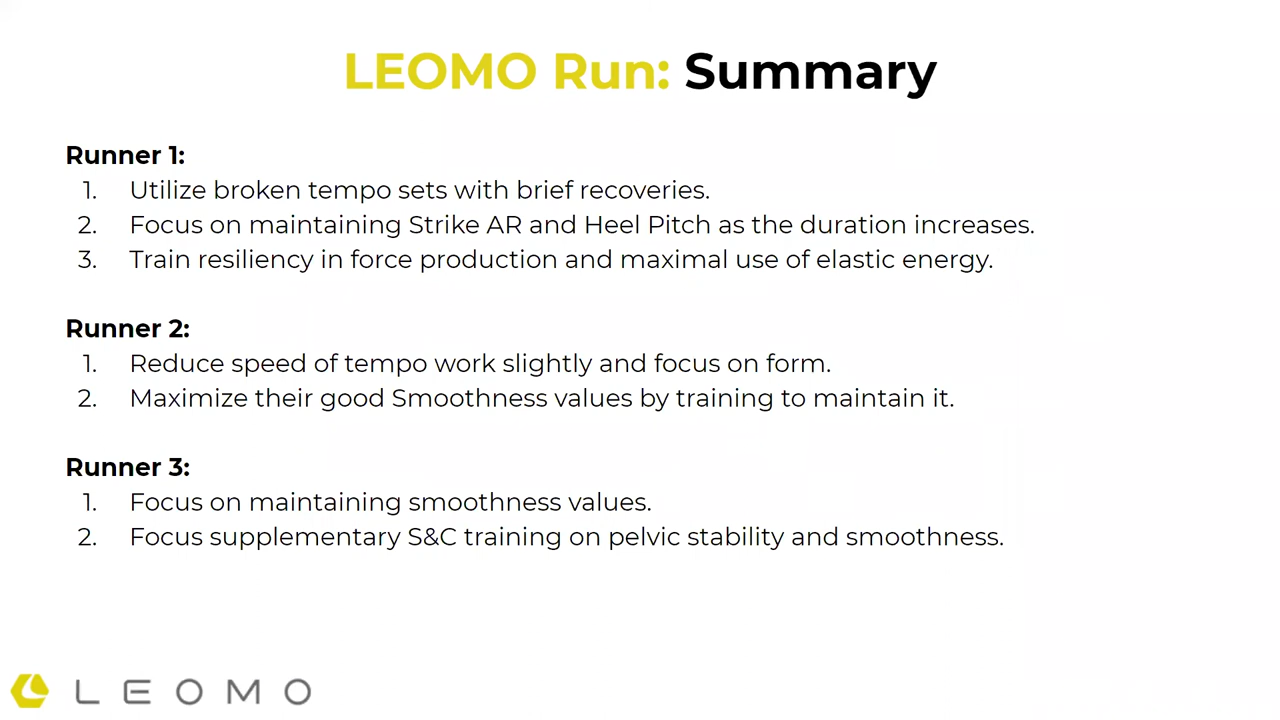 LEOMO Run: Summary
Runner 1:
1. Utilize broken tempo sets with brief recoveries.
2. Focus on maintaining Strike AR and Heel Pitch as the duration increases.
3. Train resiliency in force production and maximal use of elastic energy.
Runner 2:
1. Reduce speed of tempo work slightly and focus on form.
2. Maximize their good Smoothness values by training to maintain it.
Runner 3:
1. Focus on maintaining smoothness values.
2. Focus supplementary S&C training on pelvic stability and smoothness.
LEOMO